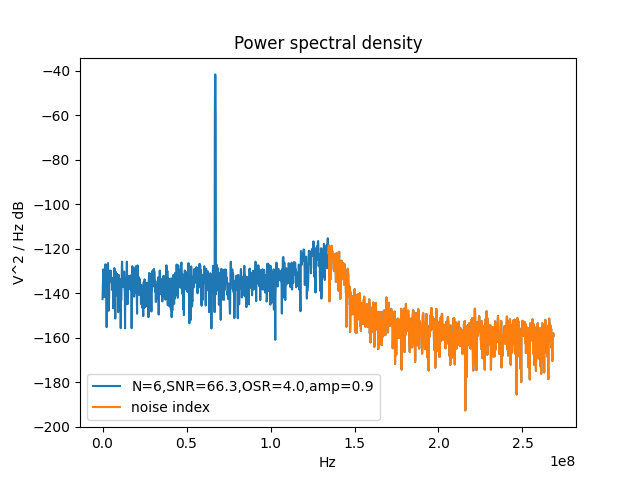 Power spectral density
V^2 / Hz dB
−40
−60
−80
−100
−120
−140
−160
−180
−200
N=6,SNR=66.3,OSR=4.0,amp=0.9
noise index
0.0 0.5 1.0 1.5 2.0 2.5
1e8
Hz